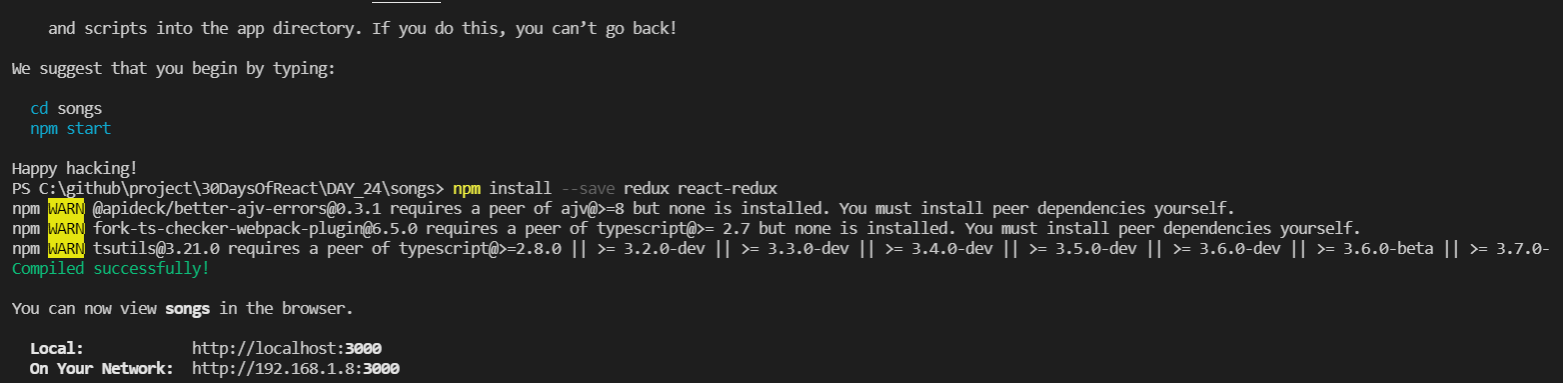 and scripts into the app directory. If you do this, you can’t go back!
We suggest that you begin by typing:
cd songs
npm start
Happy hacking!
PS C:\github\project\30DaysOfReact\DAY_24\songs> npm install --save redux react-redux
npm WARN @apideck/better-ajv-errors@0.3.1 requires a peer of ajv@>=8 but none is installed. You must install peer dependencies yourself.
npm WARN fork-ts-checker-webpack-plugin@6.5.0 requires a peer of typescript@>= 2.7 but none is installed. You must install peer dependencies yourself.
npm WARN tsutils@3.21.0 requires a peer of typescript@>=2.8.0 || >= 3.2.0-dev || >= 3.3.0-dev || >= 3.4.0-dev || >= 3.5.0-dev || >= 3.6.0-dev || >= 3.6.0-beta || >= 3.7.0-
Compiled successfully!
You can now view songs in the browser.
Local: http://localhost:3000
On Your Network: http://192.168.1.8:3000